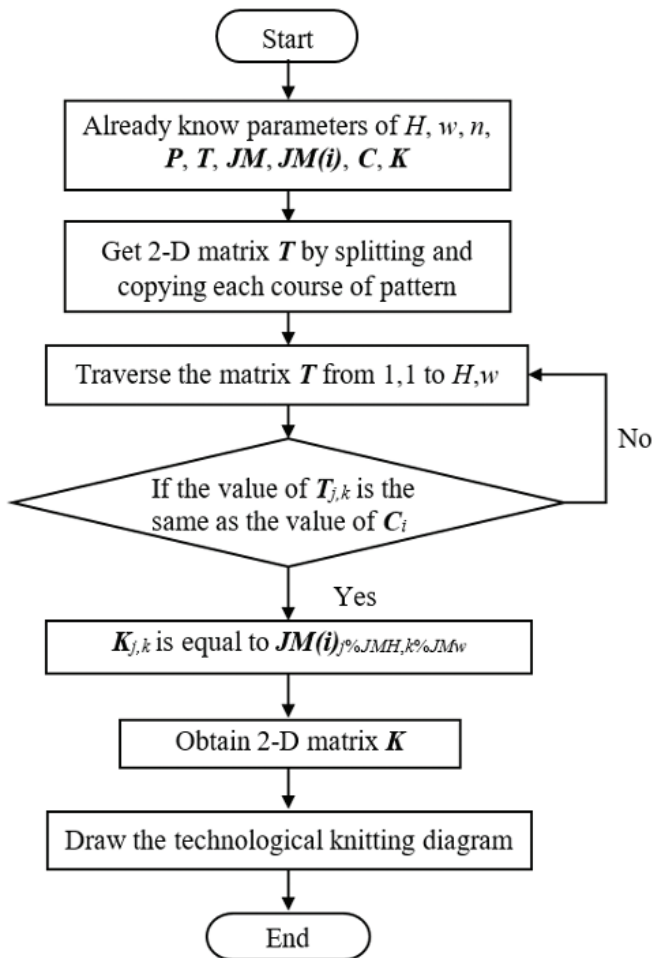 Start
Already know parameters of H, w, n,
P, T, JM, JM(i), C, K
Get 2-D matrix T by splitting and
copying each course of pattern
Traverse the matrix T from 1,1 to H,w
No
If the value of Tj,k is the
same as the value of Ci
Yes
Kj,k is equal to JM(i)j%JMH,k%JMw
Obtain 2-D matrix K
Draw the technological knitting diagram
End